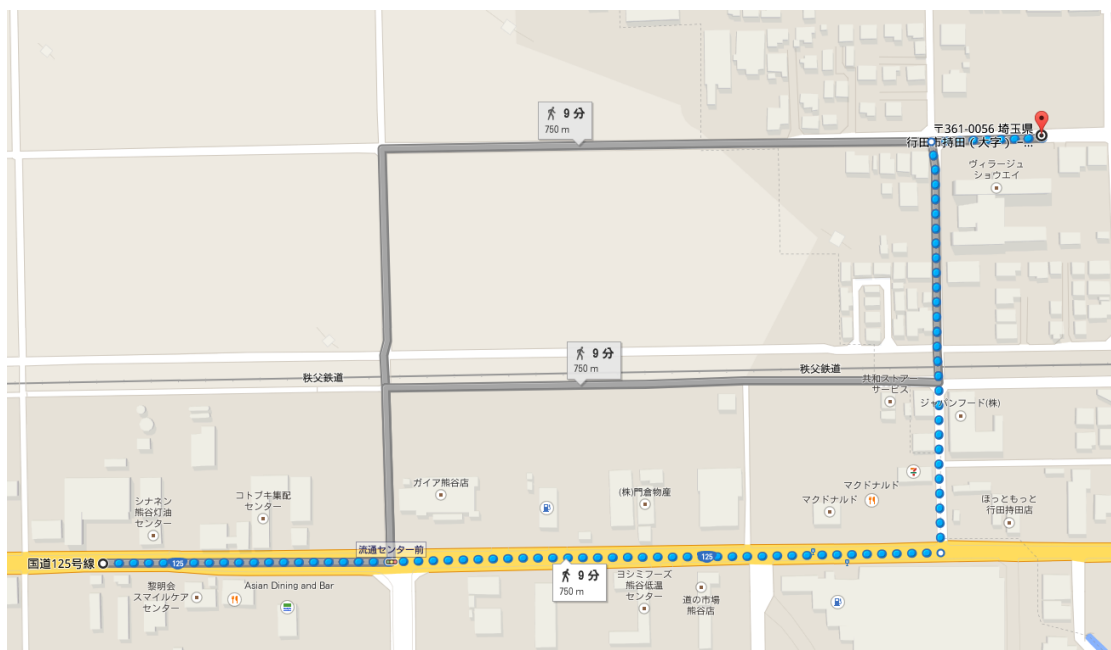 9 分
750 m
〒361-0056 埼玉県
行田市持田（大字）−...
ヴィラージュ
ショウエイ
9 分
750 m
秩父鉄道
秩父鉄道
共和ストアー
サービス
ジャパンフード(株)
シナネン
熊谷灯油
センター
コトブキ集配
センター
ガイア熊谷店
(株)門倉物産
マクドナルド
マクドナルド
ほっともっと
行田持田店
流通センター前
国道125号線
125
125
黎明会
スマイルケア
センター
Asian Dining and Bar
9 分
750 m
ヨシミフーズ
熊谷低温
センター
道の市場
熊谷店